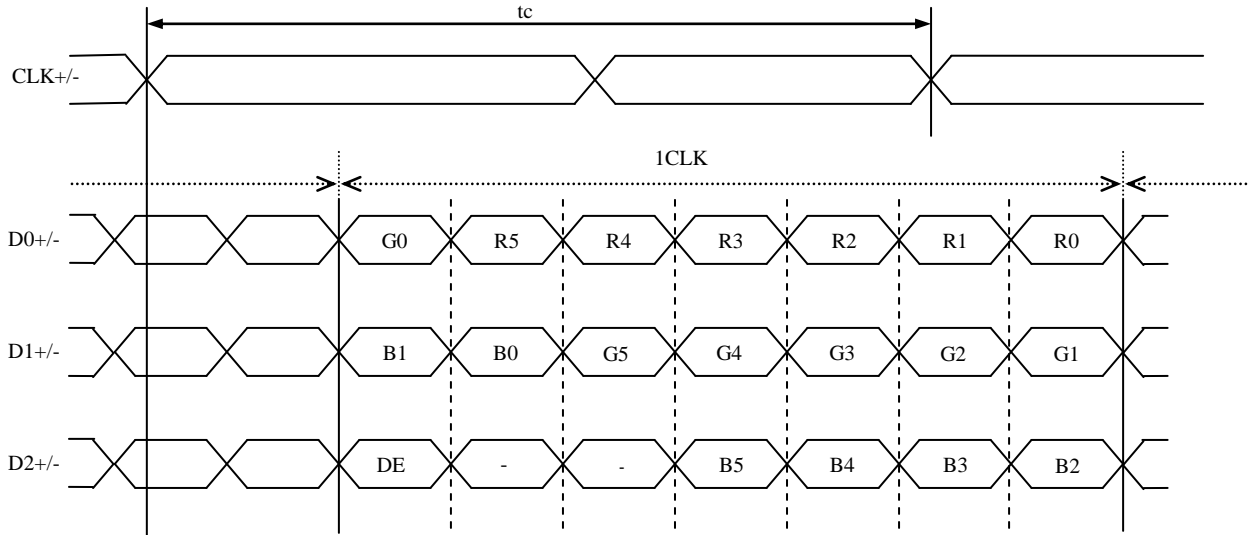 tc
CLK+/-
1CLK
D0+/- G0 R5 R4 R3 R2 R1 R0
D1+/- B1 B0 G5 G4 G3 G2 G1
D2+/- DE - - B5 B4 B3 B2